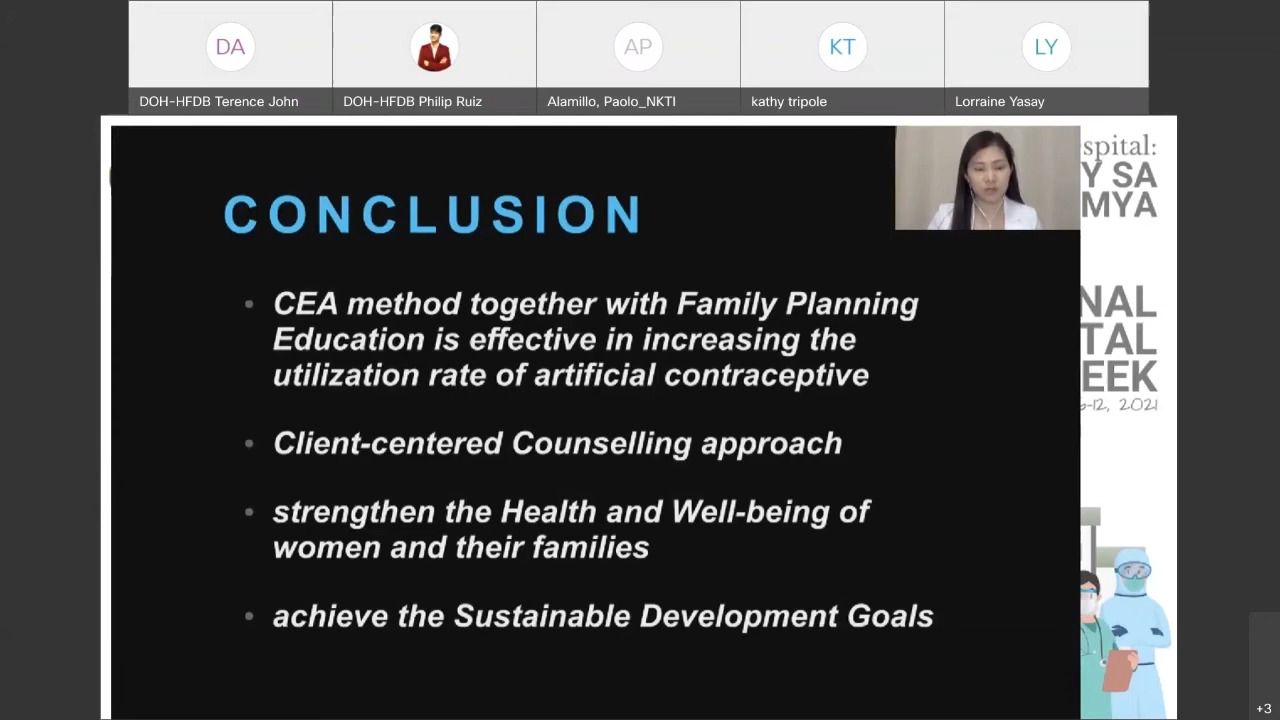 DA
AP
KT
LY
DOH-HFDB Terence John
DOH-HFDB Philip Ruiz
Alamillo, Paolo_NKTI
kathy tripole
Lorraine Yasay
spital:
Y SA
MYA
CONCLUSION
• CEA method together with Family Planning
Education is effective in increasing the
utilization rate of artificial contraceptive
• Client-centered Counselling approach
• strengthen the Health and Well-being of
women and their families
• achieve the Sustainable Development Goals
NAL
TAL
EEK
-12, 2021
+3